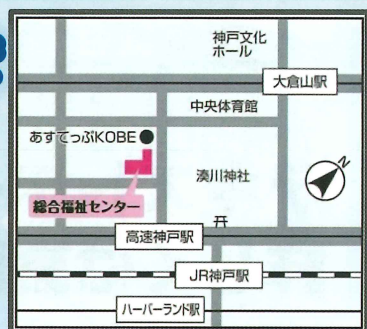 神戸文化
ホール
大倉山駅
中央体育館
あすてっぷKOBE
湊川神社
N
総合福祉センター
高速神戸駅
JR神戸駅
ハーバーランド駅